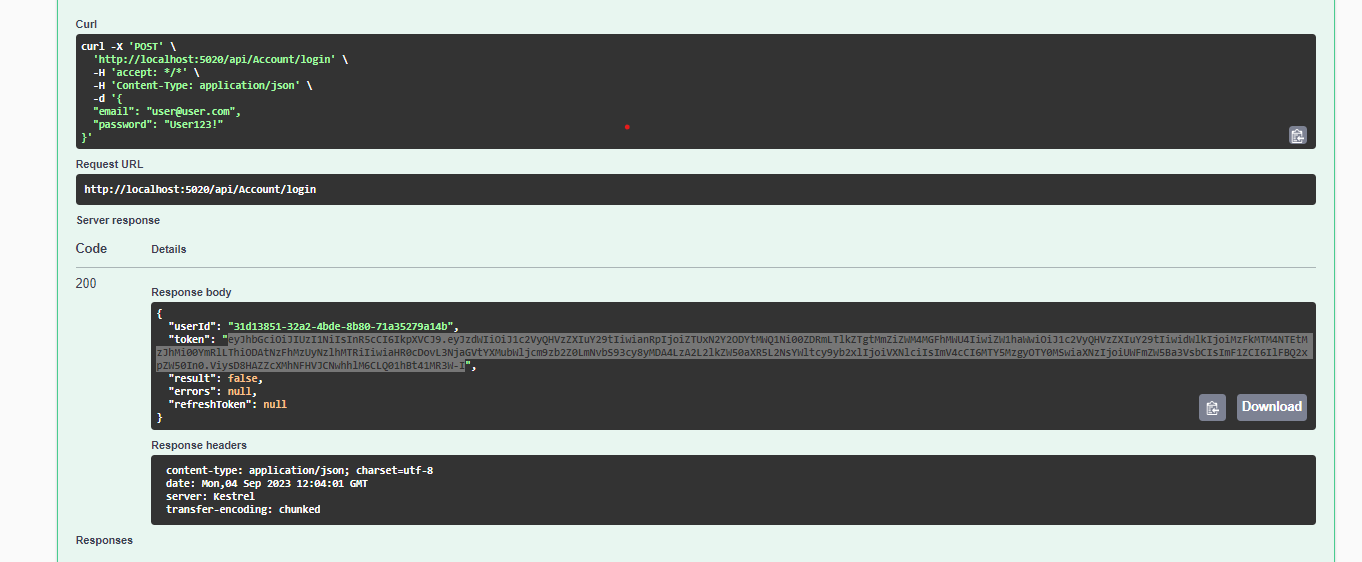 Curl
curl -X 'POST' \
'http://localhost:5020/api/Account/login' \
-H 'accept: */*' \
-H 'Content-Type: application/json' \
-d '{
"email": "user@user.com",
"password": "User123!"
}'
Request URL
http://localhost:5020/api/Account/login
Server response
Code Details
200
Response body
{
"userId": "31d13851-32a2-4bde-8b80-71a35279a14b",
"token": "
",
"result": false,
"errors": null,
"refreshToken": null
}
Download
Response headers
content-type: application/json; charset=utf-8
date: Mon,04 Sep 2023 12:04:01 GMT
server: Kestrel
transfer-encoding: chunked
Responses